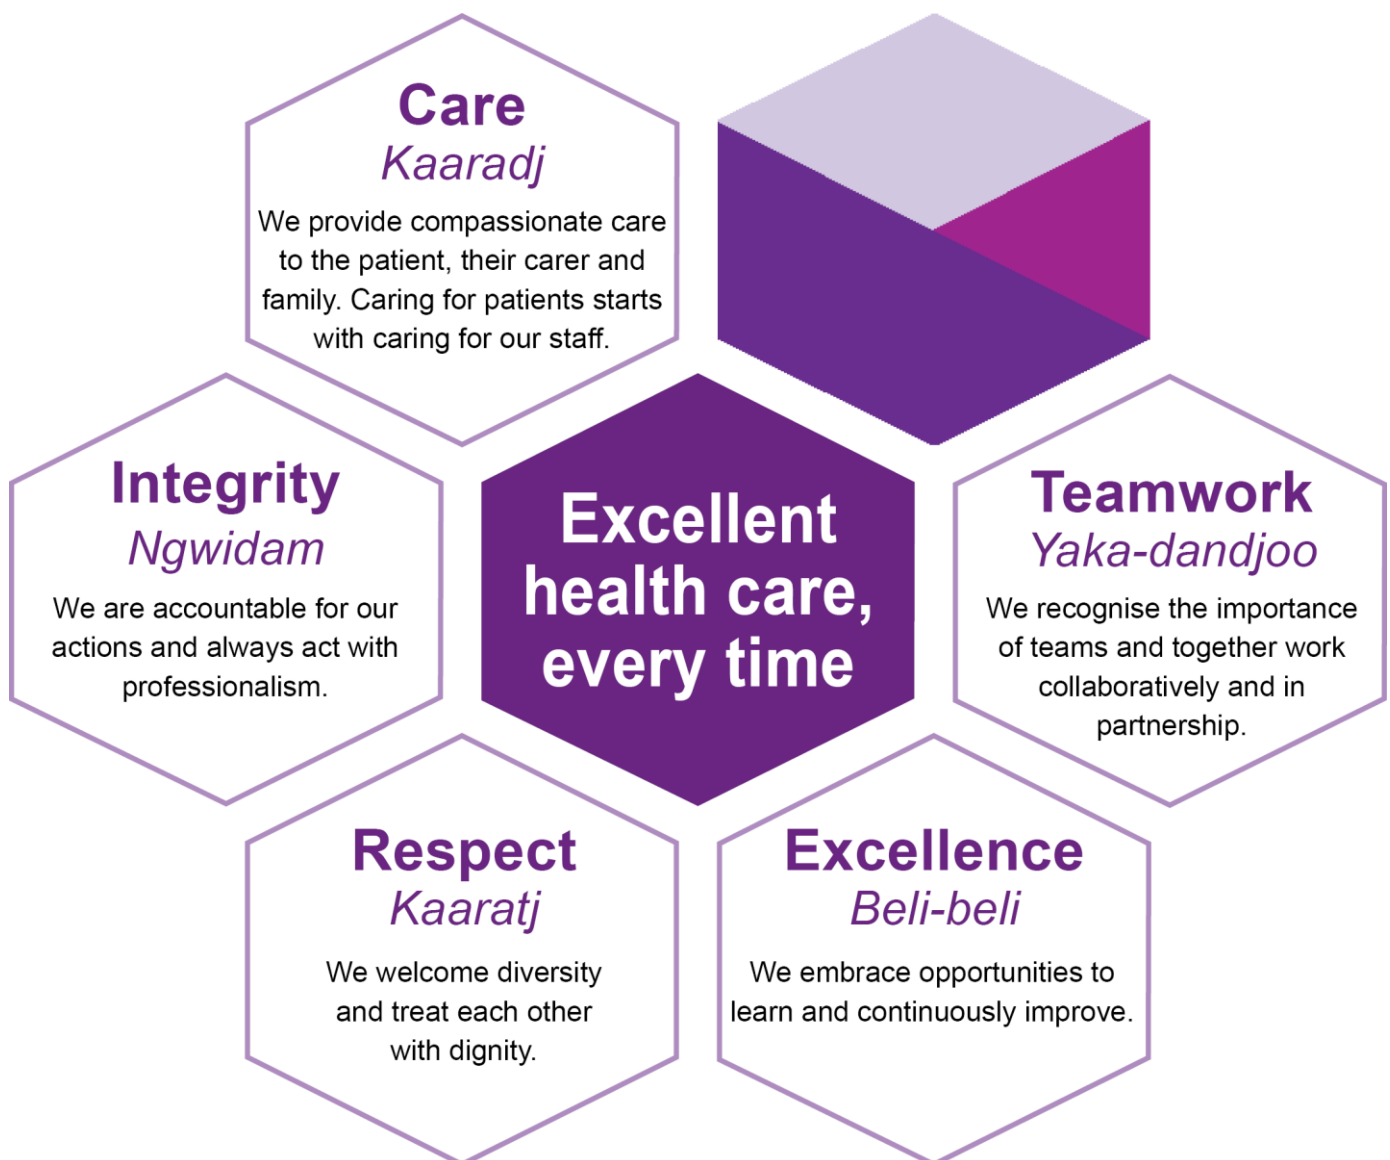 Care
Kaaradj
We provide compassionate care
to the patient, their carer and
family. Caring for patients starts
with caring for our staff.
Integrity
Ngwidam
We are accountable for our
actions and always act with
professionalism.
Excellent
health care,
every time
Teamwork
Yaka-dandjoo
We recognise the importance
of teams and together work
collaboratively and in
partnership.
Respect
Kaaratj
We welcome diversity
and treat each other
with dignity.
Excellence
Beli-beli
We embrace opportunities to
learn and continuously improve.